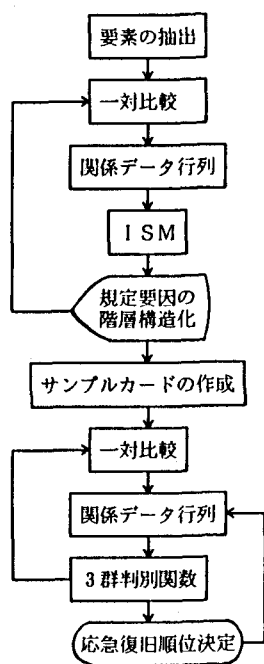 要素の抽出
一対比較
関係データ行列
ＩＳＭ
規定要因の
階層構造化
サンプルカードの作成
一対比較
関係データ行列
３群判別関数
応急復旧順位決定